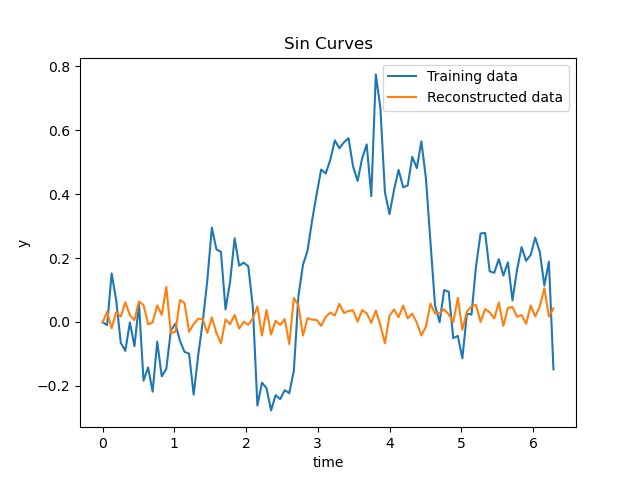 Sin Curves
Training data
Reconstructed data
0.8
0.6
0.4
0.2
0.0
−0.2
y
0 1 2 3 4 5 6
time